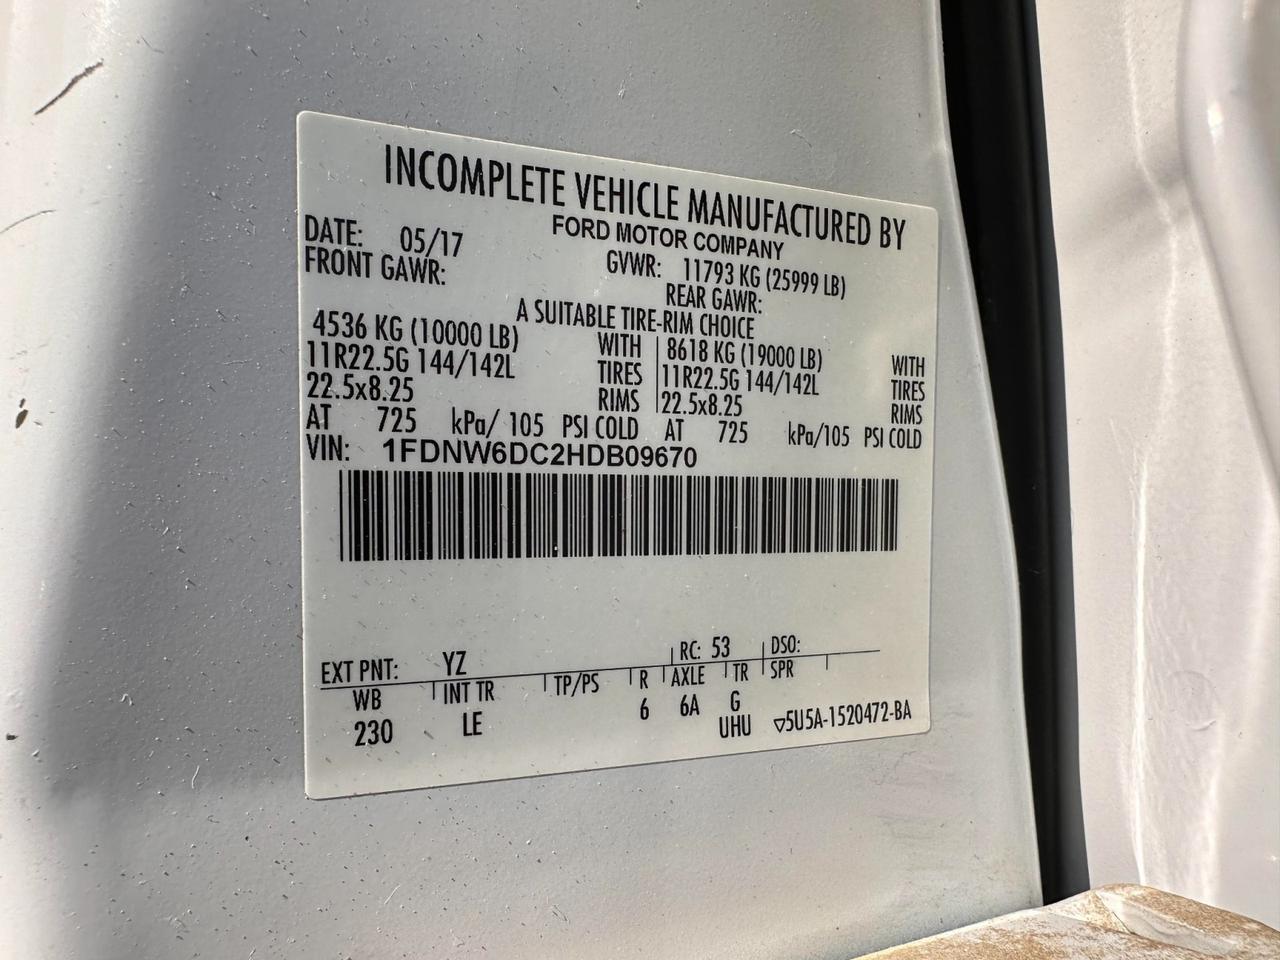 INCOMPLETE VEHICLE MANUFACTURED BY
FORD MOTOR COMPANY
DATE: 05/17 GVWR: 11793 KG (25999 LB)
FRONT GAWR: REAR GAWR:
A SUITABLE TIRE-RIM CHOICE
4536 KG (10000 LB) WITH 8618 KG (19000 LB) WITH
11R22.5G 144/142L TIRES 11R22.5G 144/142L TIRES
22.5x8.25 RIMS 22.5x8.25 RIMS
AT 725 kPa/ 105 PSI COLD AT 725 kPa/105 PSI COLD
VIN: 1FDNW6DC2HDB09670
EXT PNT: YZ RC: 53 DSO:
WB INT TR TP/PS R AXLE TR SPR
230 LE 6 6A G
UHU ▽5U5A-1520472-BA